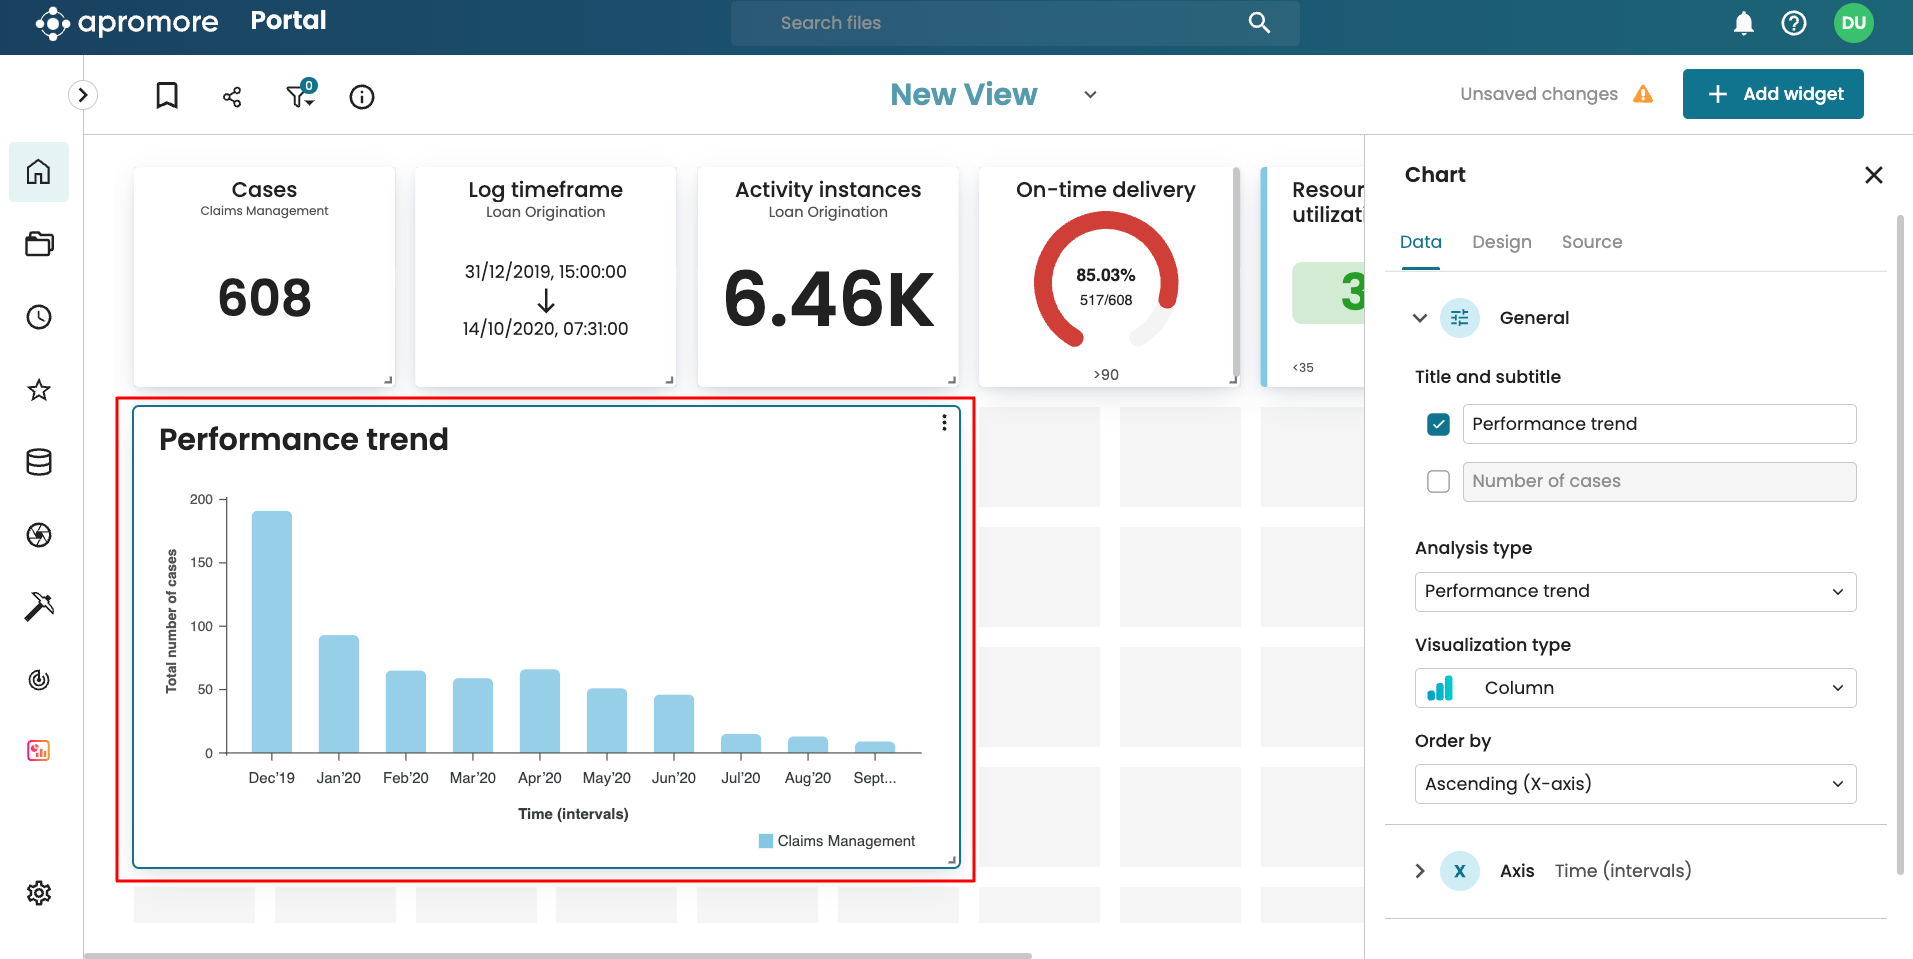 apromore Portal
Search files
DU
0
New View
Unsaved changes
Add widget
Cases
Claims Management
608
Log timeframe
Loan Origination
31/12/2019, 15:00:00
14/10/2020, 07:31:00
Activity instances
Loan Origination
6.46K
On-time delivery
85.03%
517/608
>90
Resour
utilizati
3
<35
Performance trend
Total number of cases
200
150
100
50
0
Dec'19 Jan'20 Feb'20 Mar'20 Apr'20 May'20 Jun'20 Jul'20 Aug'20 Sept...
Time (intervals)
Claims Management
Chart
Data Design Source
General
Title and subtitle
Performance trend
Number of cases
Analysis type
Performance trend
Visualization type
Column
Order by
Ascending (X-axis)
X Axis Time (intervals)